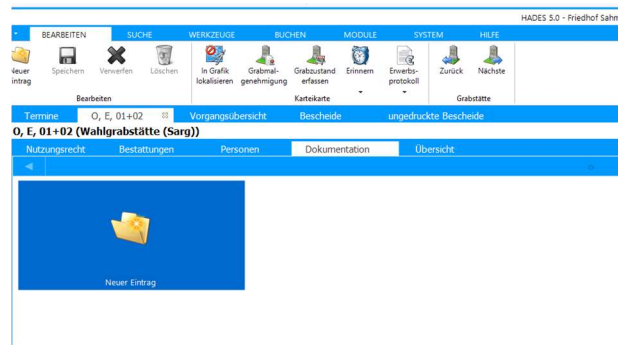 HADES 5.0 - Friedhof Sahm
BEARBEITEN SUCHE WERKZEUGE BUCHEN MODULE SYSTEM HILFE
Speichern Verwerfen Löschen In Grafik Grabmal- Grabzustand Erinnern Erwerbs- Zurück Nächste
intrag lokalisieren genehmigung erfassen protokoll
Bearbeiten Karteikarte Grabstätte
Termine O, E, 01+02 Vorgangsübersicht Bescheide ungedruckte Bescheide
O, E, 01+02 (Wahlgrabstätte (Sarg))
Nutzungsrecht Bestattungen Personen Dokumentation Übersicht
Neuer Eintrag